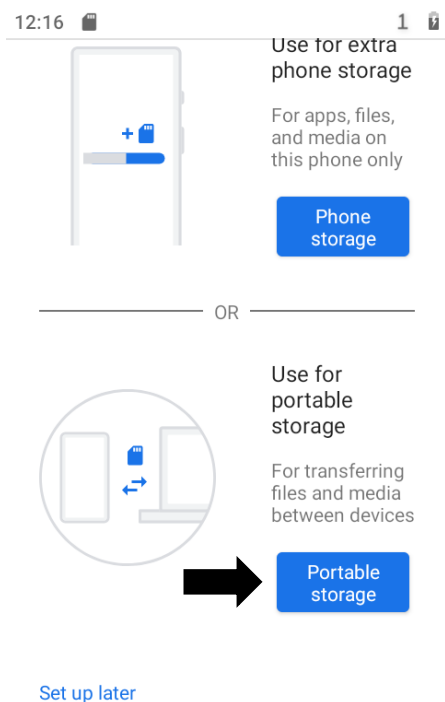 12:16 1
Use for extra
phone storage
For apps, files,
and media on
this phone only
Phone
storage
OR
Use for
portable
storage
For transferring
files and media
between devices
Portable
storage
Set up later